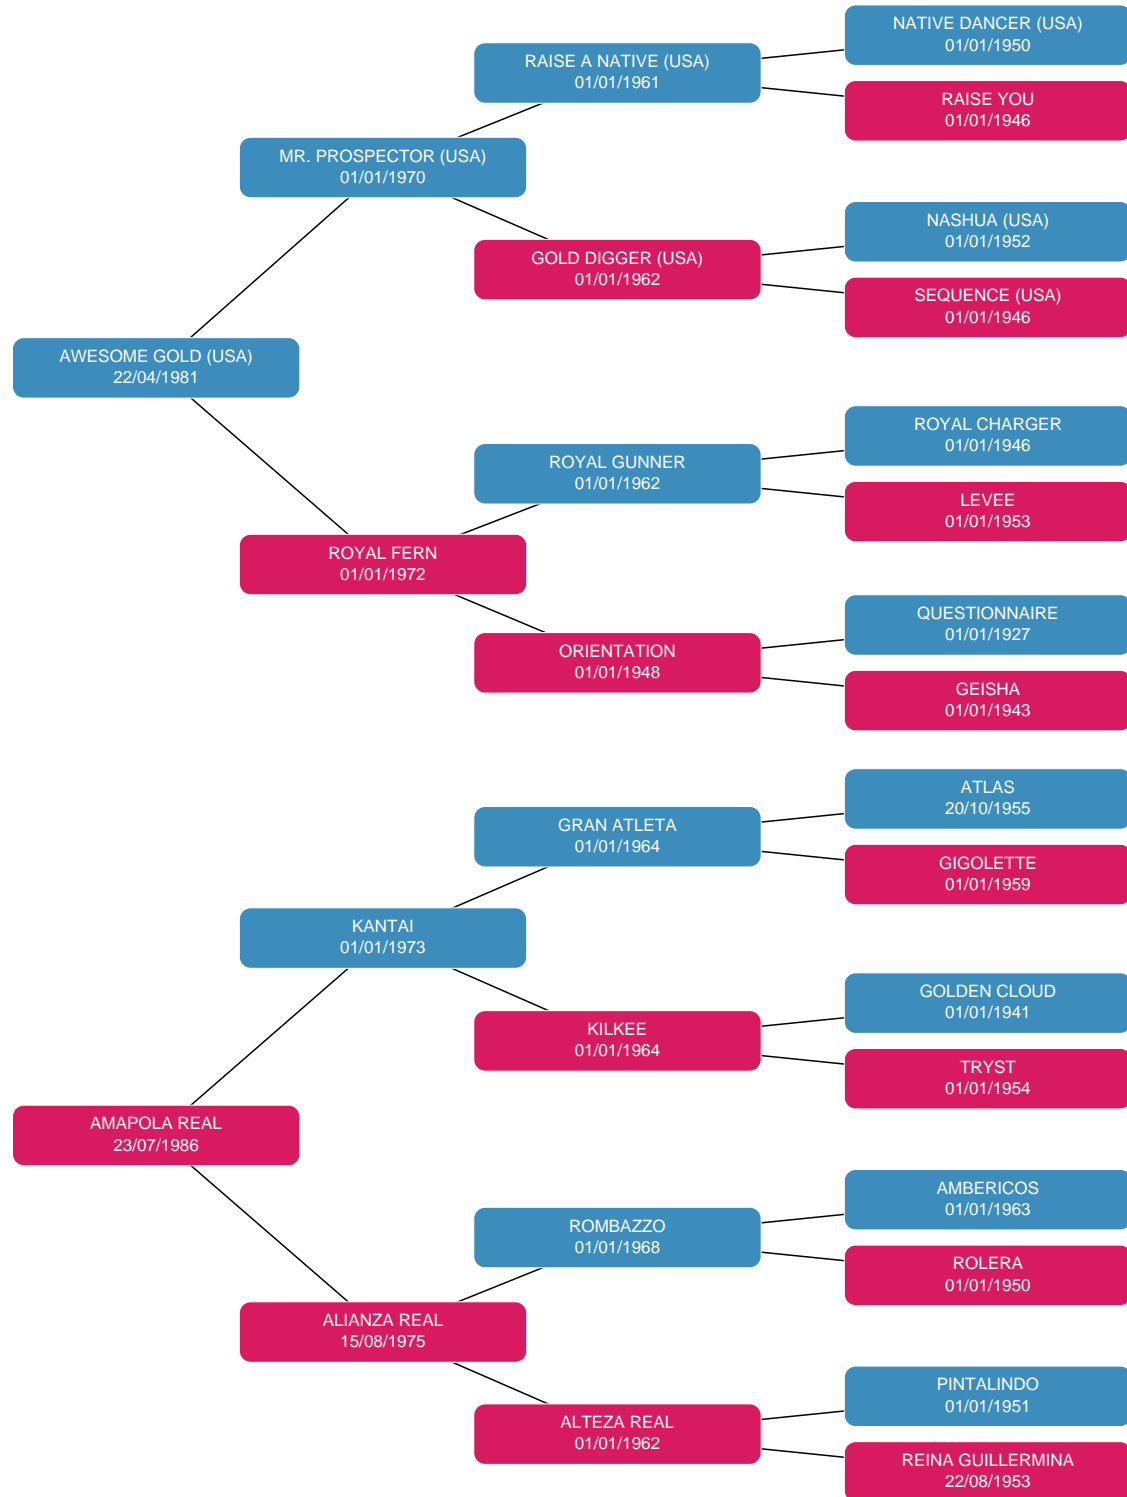 NATIVE DANCER (USA)
01/01/1950
RAISE A NATIVE (USA)
01/01/1961
RAISE YOU
01/01/1946
MR. PROSPECTOR (USA)
01/01/1970
NASHUA (USA)
01/01/1952
GOLD DIGGER (USA)
01/01/1962
SEQUENCE (USA)
01/01/1946
AWESOME GOLD (USA)
22/04/1981
ROYAL CHARGER
01/01/1946
ROYAL GUNNER
01/01/1962
LEVEE
01/01/1953
ROYAL FERN
01/01/1972
QUESTIONNAIRE
01/01/1927
ORIENTATION
01/01/1948
GEISHA
01/01/1943
ATLAS
20/10/1955
GRAN ATLETA
01/01/1964
GIGOLETTE
01/01/1959
KANTAI
01/01/1973
GOLDEN CLOUD
01/01/1941
KILKEE
01/01/1964
TRYST
01/01/1954
AMAPOLA REAL
23/07/1986
AMBERICOS
01/01/1963
ROMBAZZO
01/01/1968
ROLERA
01/01/1950
ALIANZA REAL
15/08/1975
PINTALINDO
01/01/1951
ALTEZA REAL
01/01/1962
REINA GUILLERMINA
22/08/1953